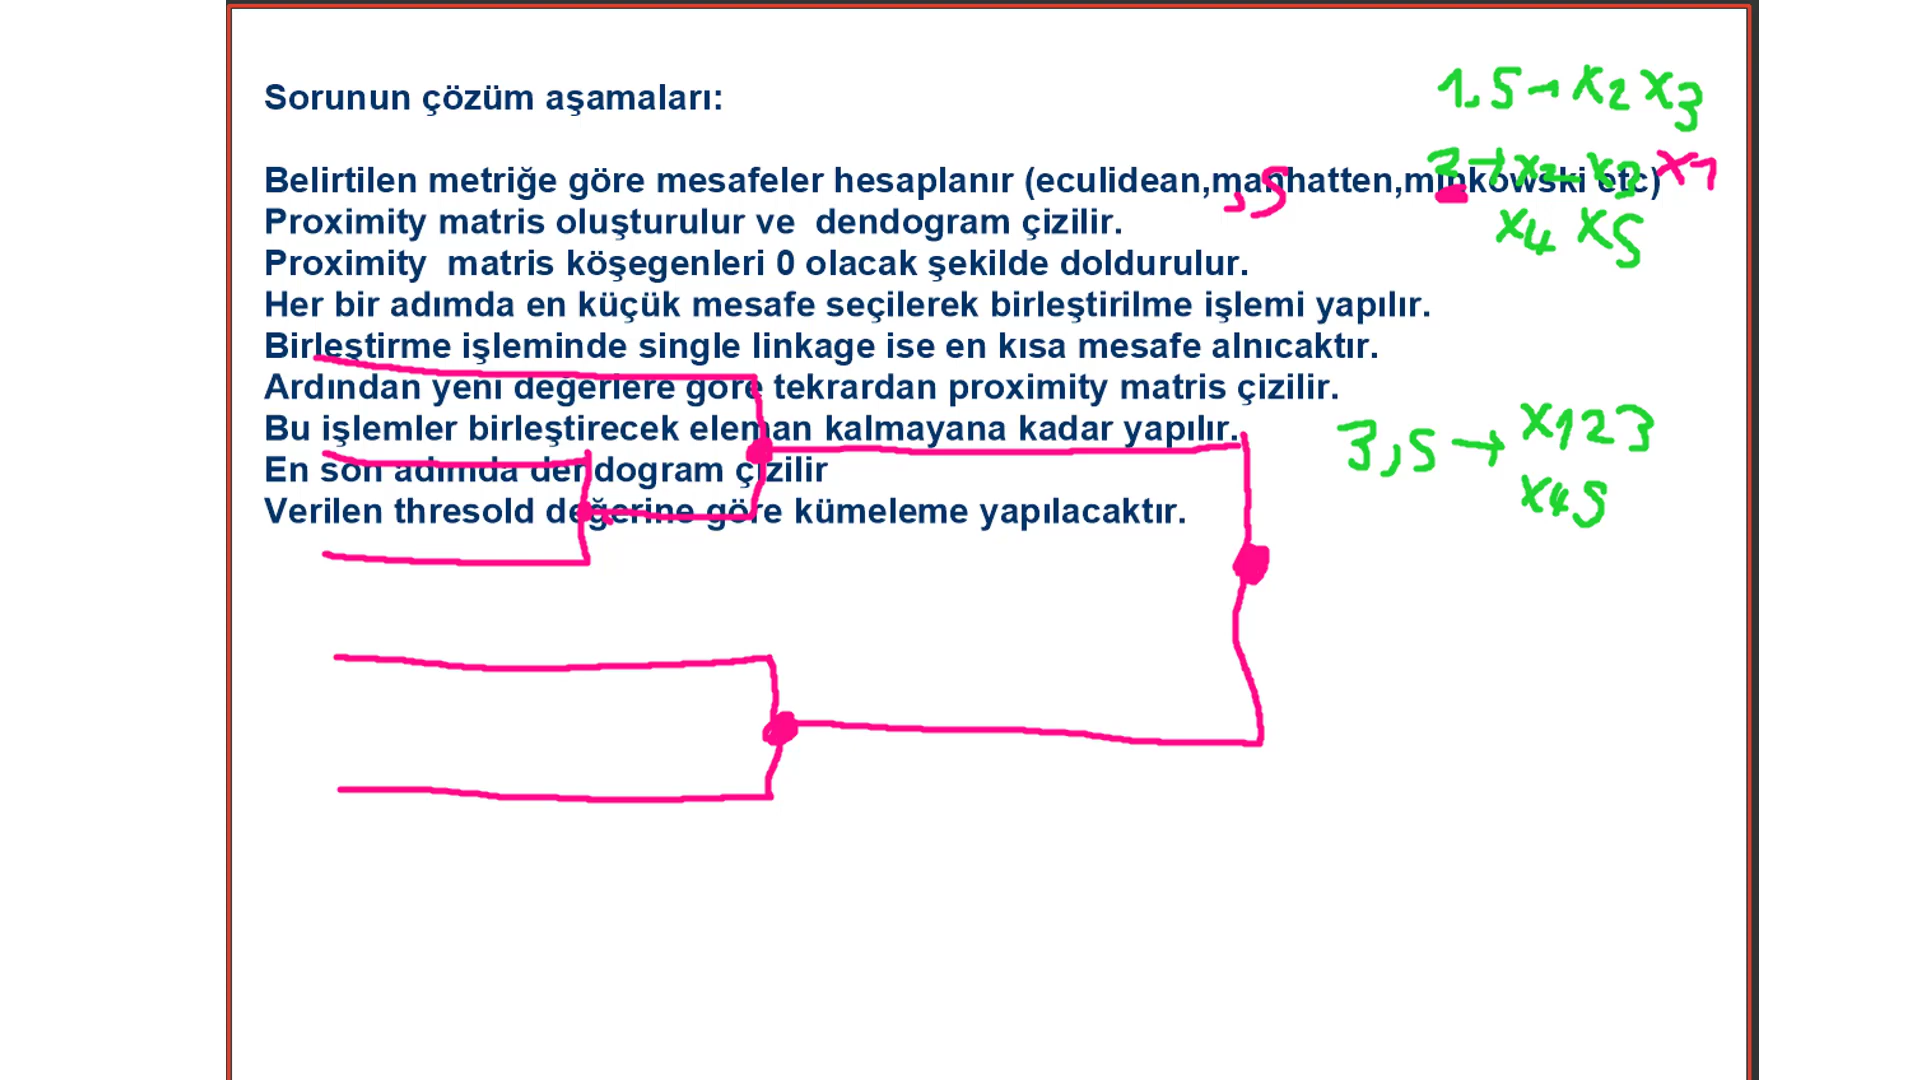 Sorunun çözüm aşamaları:
1.5→x2x3
Belirtilen metriğe göre mesafeler hesaplanır (eculidean,manhatten,minkowski etc)
2→x2-x3 x1
,5
x4 x5
Proximity matris oluşturulur ve dendogram çizilir.
Proximity matris köşegenleri 0 olacak şekilde doldurulur.
Her bir adımda en küçük mesafe seçilerek birleştirilme işlemi yapılır.
Birleştirme işleminde single linkage ise en kısa mesafe alnıcaktır.
Ardından yeni değerlere göre tekrardan proximity matris çizilir.
Bu işlemler birleştirecek eleman kalmayana kadar yapılır.
3,5→x123
x45
En son adımda dendogram çizilir
Verilen thresold değerine göre kümeleme yapılacaktır.